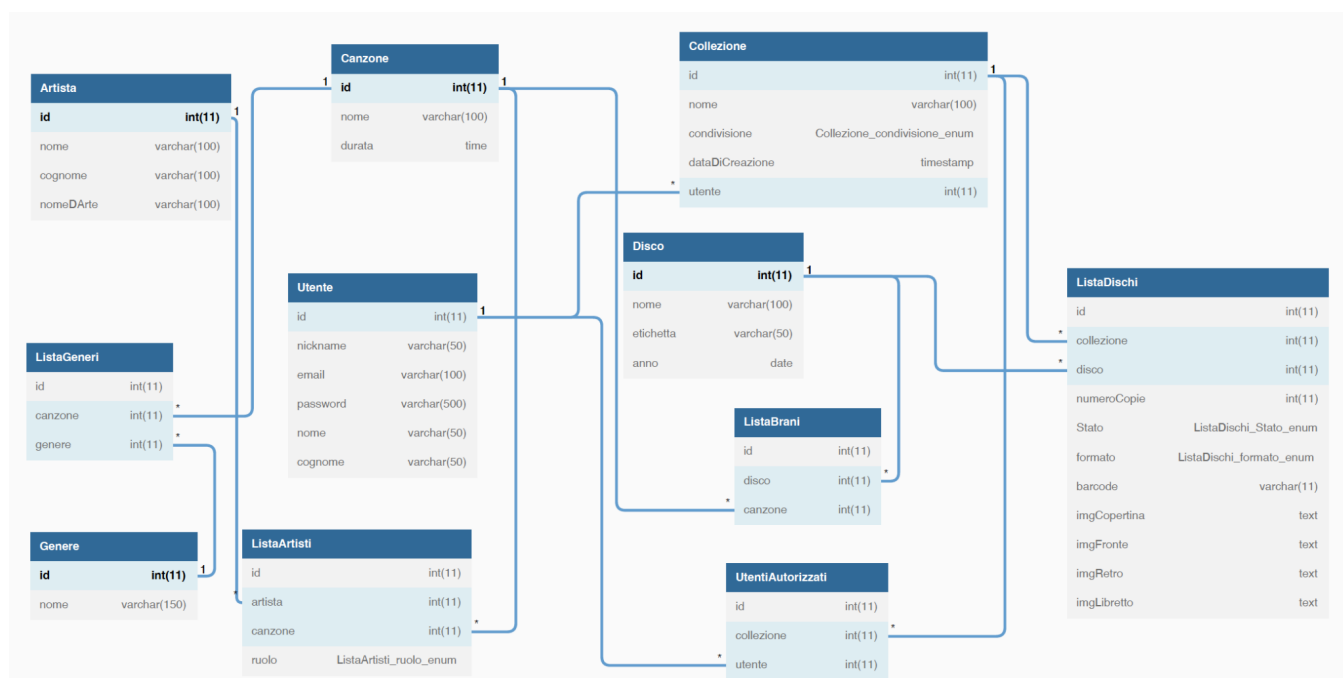 Artista
id int(11) 1
nome varchar(100)
cognome varchar(100)
nomeDArte varchar(100)
Canzone
1 id int(11) 1
nome varchar(100)
durata time
Collezione
id int(11) 1
nome varchar(100)
condivisione Collezione_condivisione_enum
dataDiCreazione timestamp
* utente int(11)
Disco
id int(11) 1
nome varchar(100)
etichetta varchar(50)
anno date
Utente
id int(11) 1
nickname varchar(50)
email varchar(100)
password varchar(500)
nome varchar(50)
cognome varchar(50)
ListaDischi
id int(11)
* collezione int(11)
* disco int(11)
numeroCopie int(11)
Stato ListaDischi_Stato_enum
formato ListaDischi_formato_enum
barcode varchar(11)
imgCopertina text
imgFronte text
imgRetro text
imgLibretto text
ListaGeneri
id int(11)
canzone int(11) *
genere int(11) *
ListaBrani
id int(11)
disco int(11) *
* canzone int(11)
Genere
id int(11) 1
nome varchar(150)
ListaArtisti
id int(11)
* artista int(11)
canzone int(11) *
ruolo ListaArtisti_ruolo_enum
UtentiAutorizzati
id int(11)
collezione int(11) *
* utente int(11)